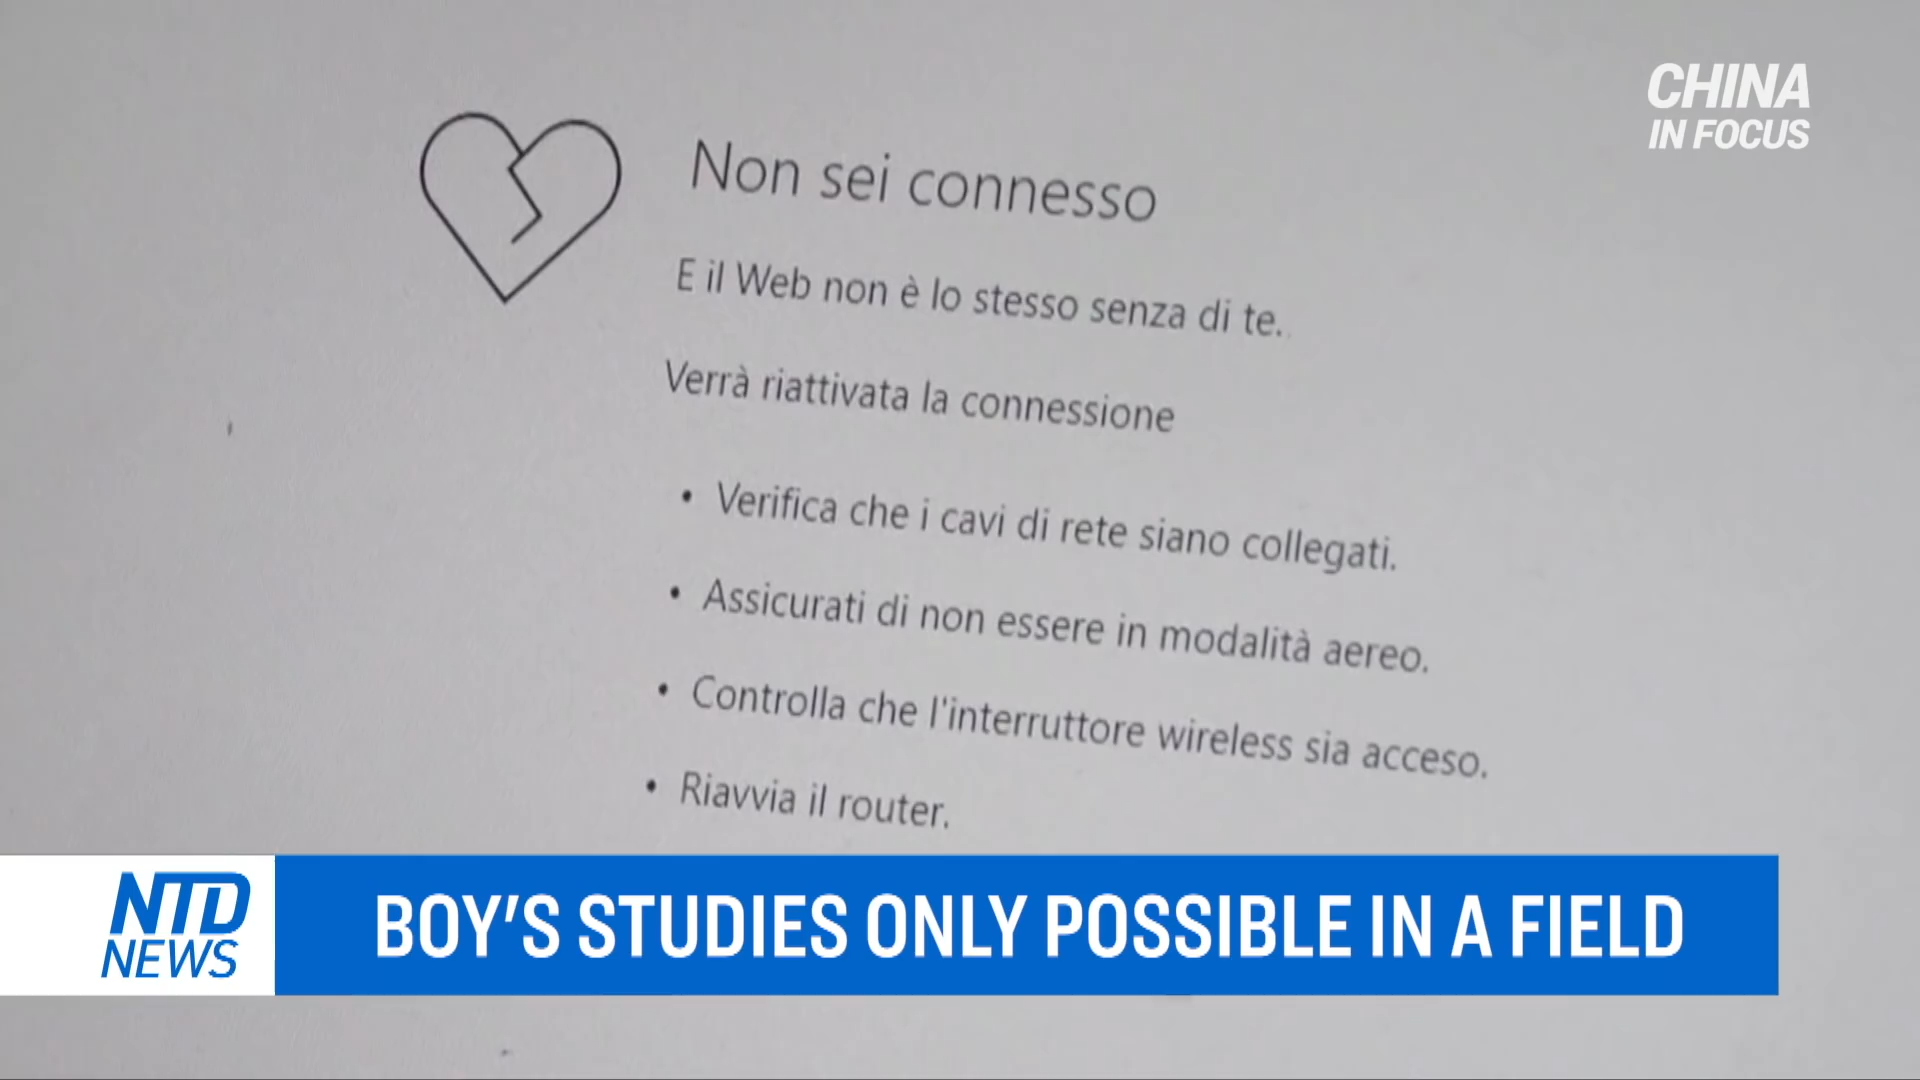 CHINA
IN FOCUS
Non sei connesso
E il Web non è lo stesso senza di te.
Verrà riattivata la connessione
• Verifica che i cavi di rete siano collegati.
• Assicurati di non essere in modalità aereo.
• Controlla che l'interruttore wireless sia acceso.
• Riavvia il router.
NTD
NEWS
BOY'S STUDIES ONLY POSSIBLE IN A FIELD